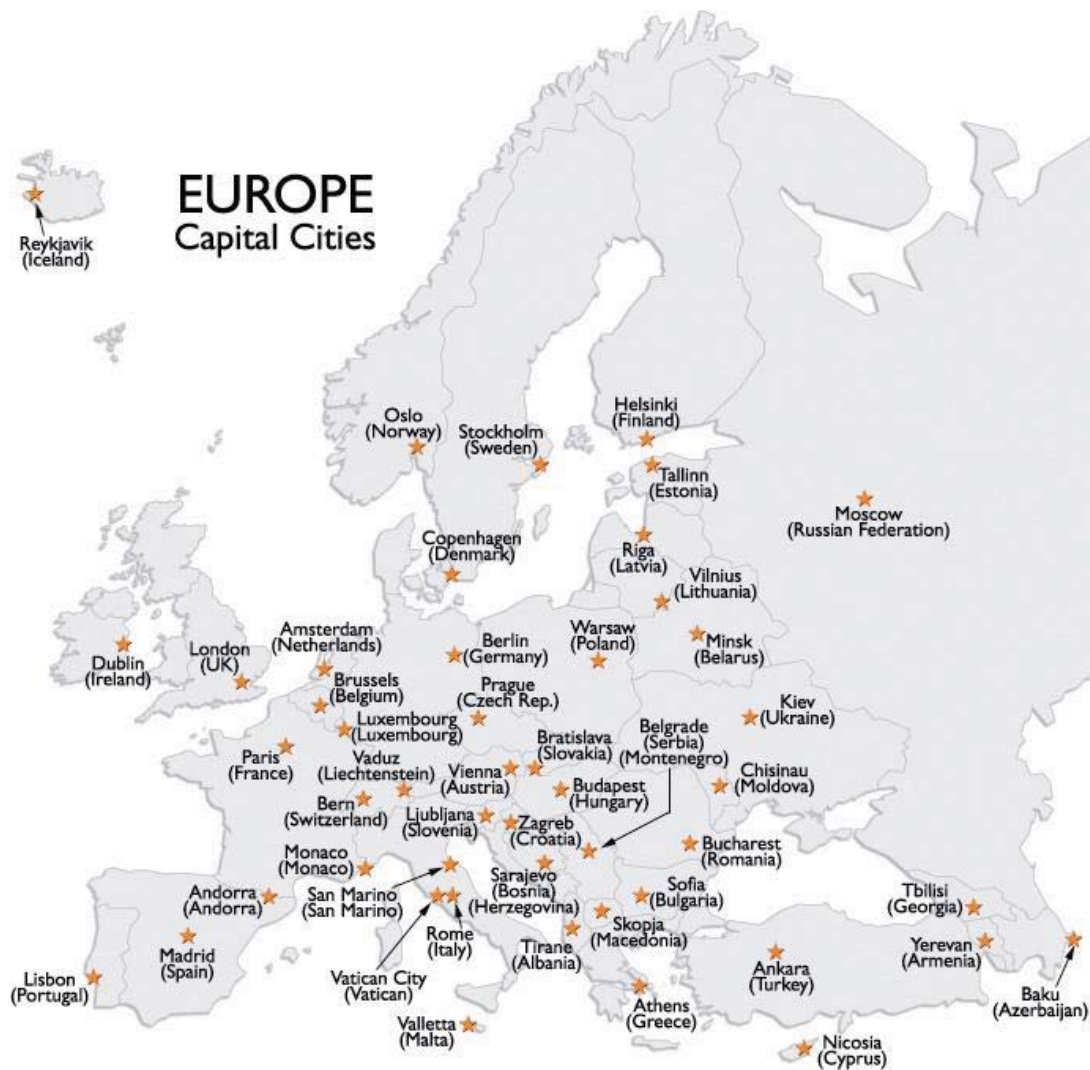 EUROPE
Capital Cities
Reykjavik
(Iceland)
Oslo
(Norway)
Stockholm
(Sweden)
Helsinki
(Finland)
Tallinn
(Estonia)
Moscow
(Russian Federation)
Copenhagen
(Denmark)
Riga
(Latvia)
Vilnius
(Lithuania)
Dublin
(Ireland)
London
(UK)
Amsterdam
(Netherlands)
Berlin
(Germany)
Warsaw
(Poland)
Minsk
(Belarus)
Brussels
(Belgium)
Prague
(Czech Rep.)
Kiev
(Ukraine)
Luxembourg
(Luxembourg)
Belgrade
(Serbia)
(Montenegro)
Paris
(France)
Vaduz
(Liechtenstein)
Vienna
(Austria)
Bratislava
(Slovakia)
Budapest
(Hungary)
Chisinau
(Moldova)
Bern
(Switzerland)
Ljubljana
(Slovenia)
Zagreb
(Croatia)
Bucharest
(Romania)
Monaco
(Monaco)
San Marino
(San Marino)
Sarajevo
(Bosnia)
(Herzegovina)
Sofia
(Bulgaria)
Tbilisi
(Georgia)
Andorra
(Andorra)
Rome
(Italy)
Skopja
(Macedonia)
Madrid
(Spain)
Vatican City
(Vatican)
Tirane
(Albania)
Ankara
(Turkey)
Yerevan
(Armenia)
Lisbon
(Portugal)
Baku
(Azerbaijan)
Valletta
(Malta)
Athens
(Greece)
Nicosia
(Cyprus)